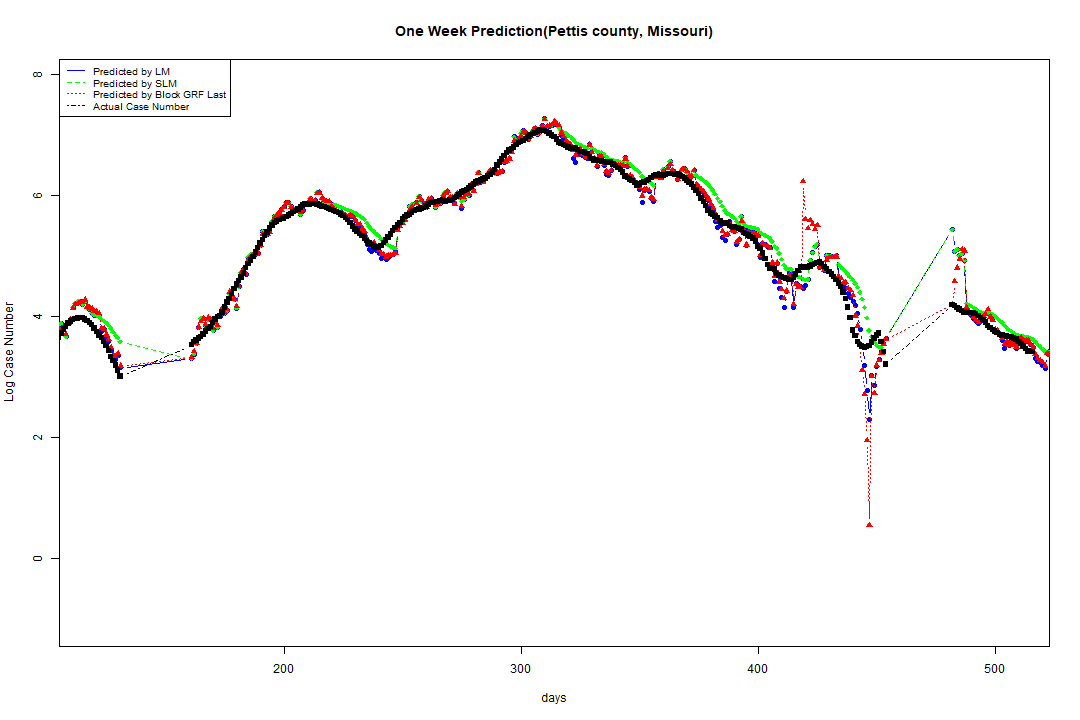 One Week Prediction(Pettis county, Missouri)
Predicted by LM
Predicted by SLM
Predicted by Block GRF Last
Actual Case Number
8
6
4
2
0
Log Case Number
200 300 400 500
days